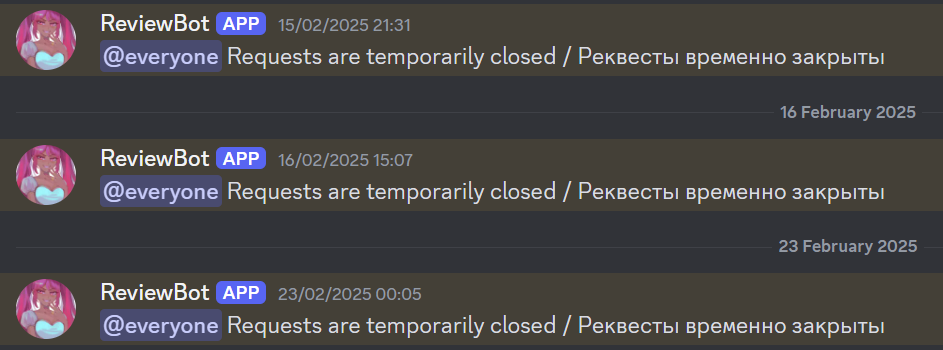 ReviewBot APP 15/02/2025 21:31
@everyone Requests are temporarily closed / Реквесты временно закрыты
16 February 2025
ReviewBot APP 16/02/2025 15:07
@everyone Requests are temporarily closed / Реквесты временно закрыты
23 February 2025
ReviewBot APP 23/02/2025 00:05
@everyone Requests are temporarily closed / Реквесты временно закрыты